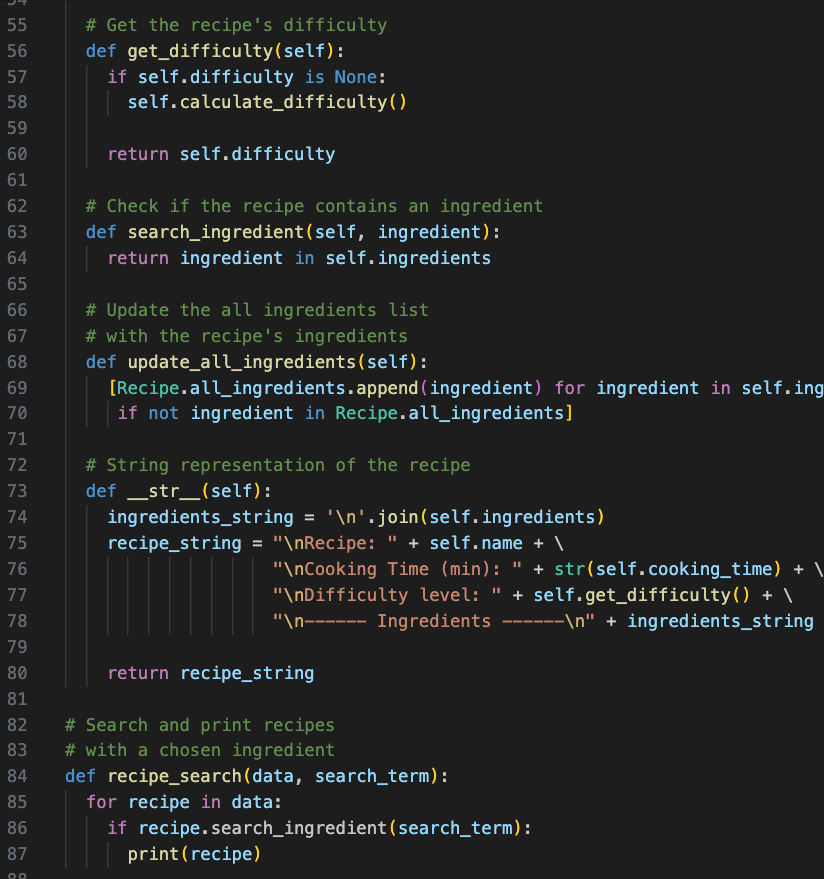 55 # Get the recipe's difficulty
56 def get_difficulty(self):
57 if self.difficulty is None:
58 self.calculate_difficulty()
59
60 return self.difficulty
61
62 # Check if the recipe contains an ingredient
63 def search_ingredient(self, ingredient):
64 return ingredient in self.ingredients
65
66 # Update the all ingredients list
67 # with the recipe's ingredients
68 def update_all_ingredients(self):
69 [Recipe.all_ingredients.append(ingredient) for ingredient in self.ing
70 if not ingredient in Recipe.all_ingredients]
71
72 # String representation of the recipe
73 def __str__(self):
74 ingredients_string = '\n'.join(self.ingredients)
75 recipe_string = "\nRecipe: " + self.name + \
76 "\nCooking Time (min): " + str(self.cooking_time) + \
77 "\nDifficulty level: " + self.get_difficulty() + \
78 "\n------ Ingredients ------\n" + ingredients_string
79
80 return recipe_string
81
82 # Search and print recipes
83 # with a chosen ingredient
84 def recipe_search(data, search_term):
85 for recipe in data:
86 if recipe.search_ingredient(search_term):
87 print(recipe)